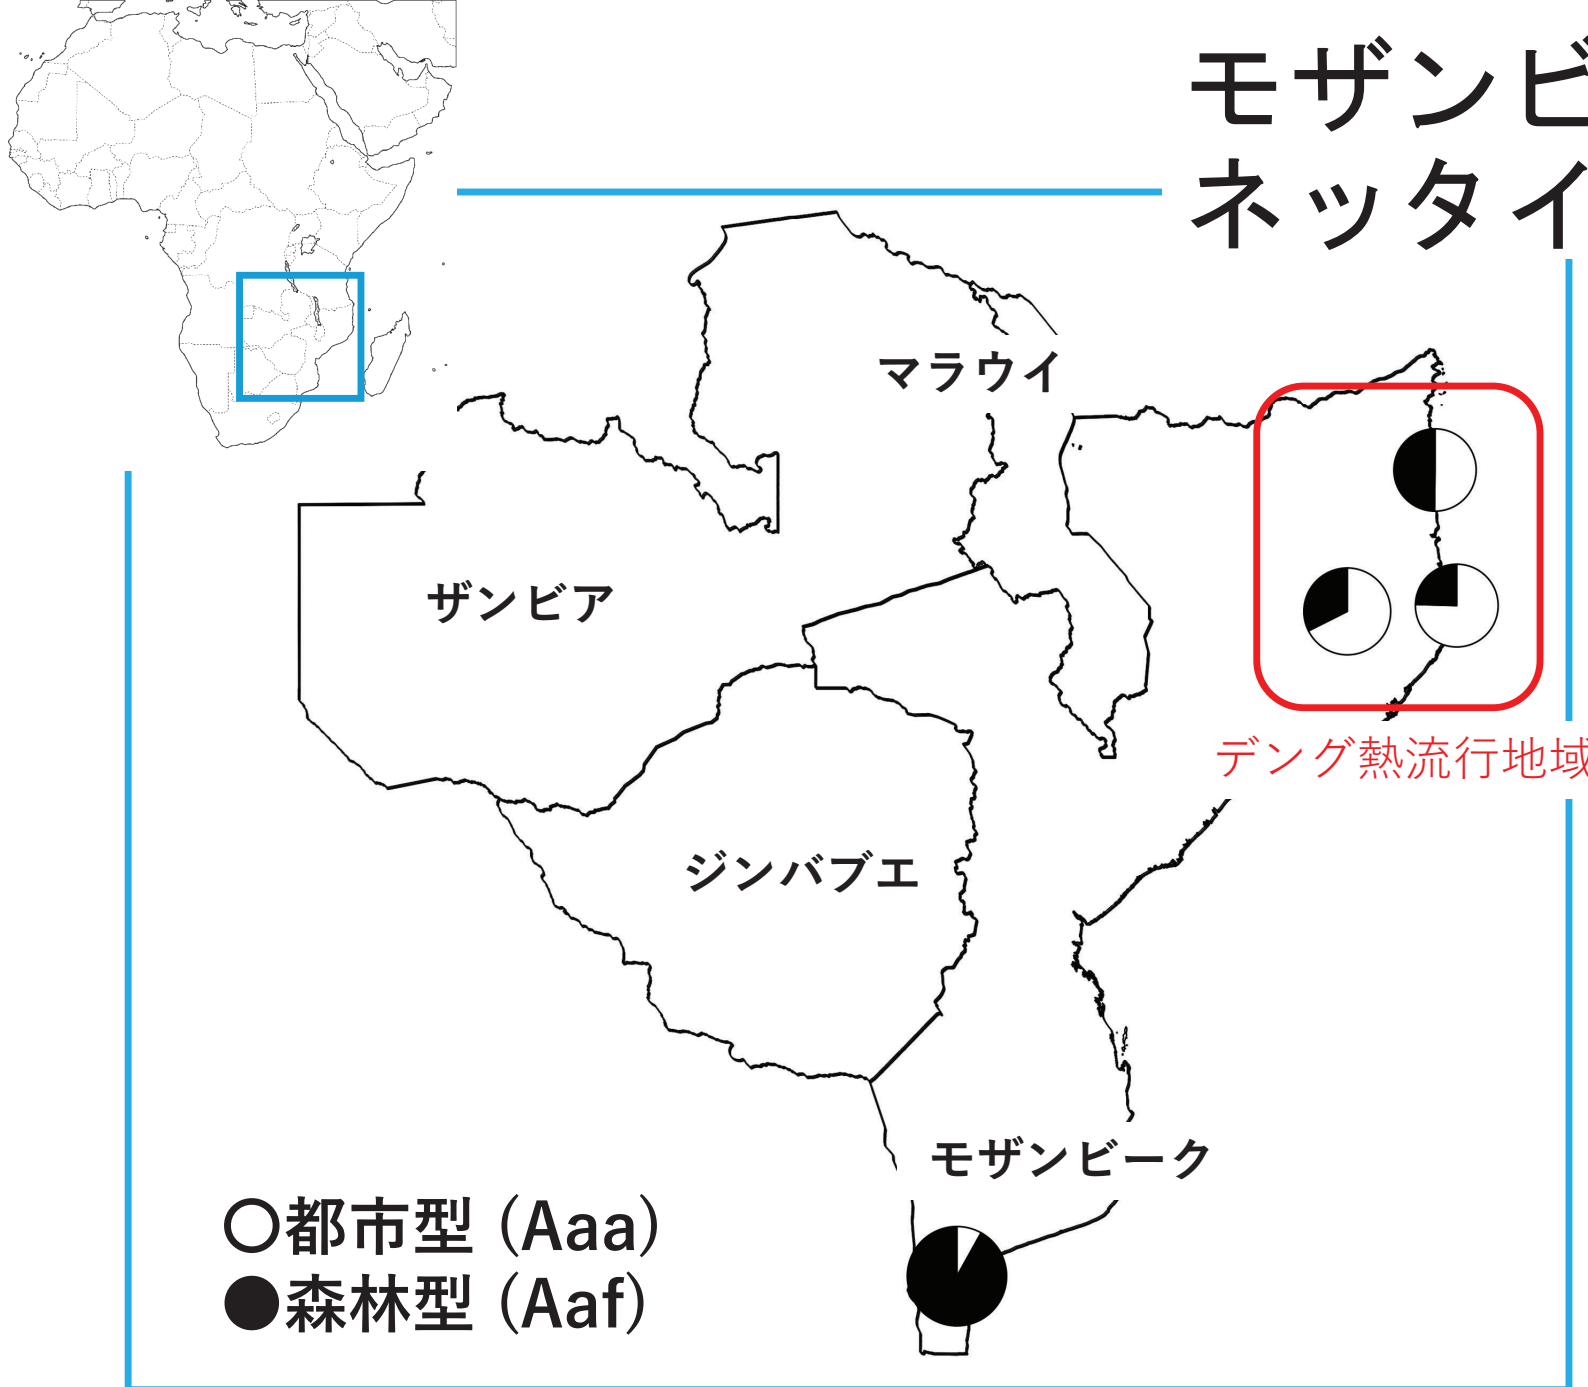 モザンビ
ネッタイ
マラウイ
ザンビア
デング熱流行地域
ジンバブエ
モザンビーク
○都市型 (Aaa)
●森林型 (Aaf)